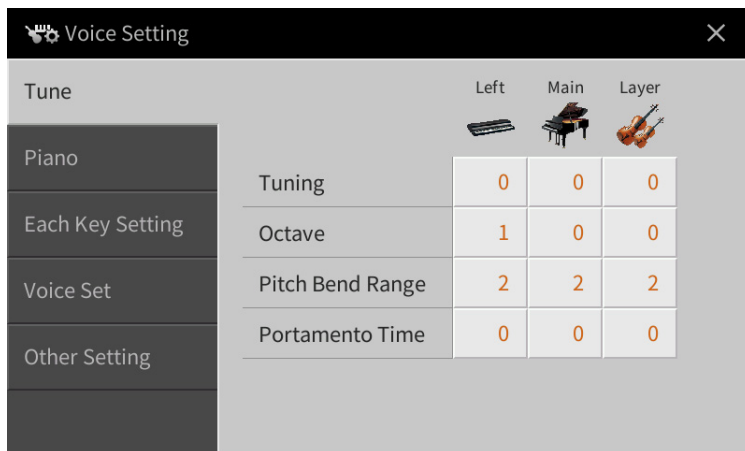 Voice Setting
Tune
Piano
Each Key Setting
Voice Set
Other Setting
Left Main Layer
Tuning 0 0 0
Octave 1 0 0
Pitch Bend Range 2 2 2
Portamento Time 0 0 0